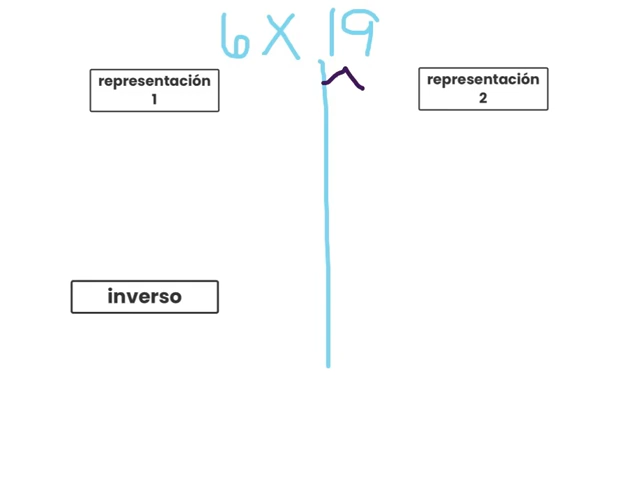 6 X 19
representación
1
representación
2
inverso